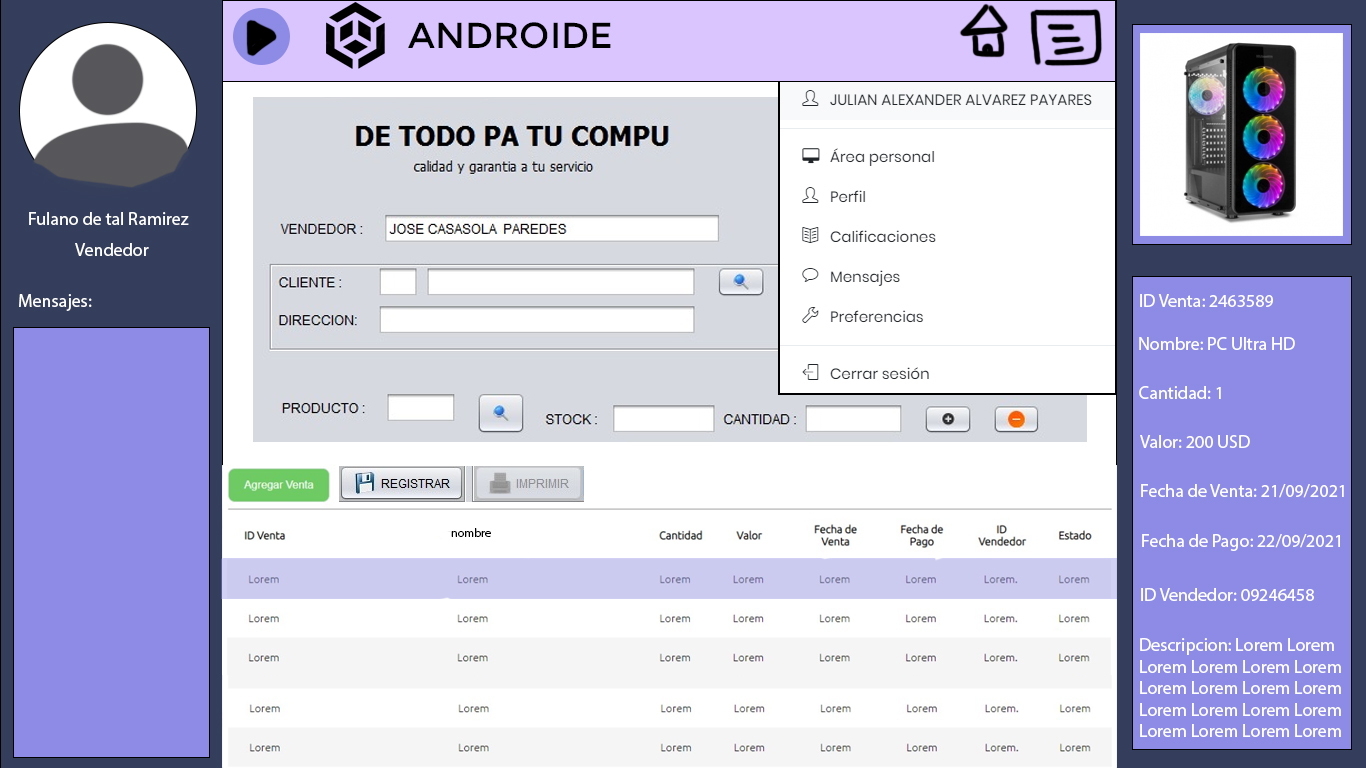 Fulano de tal Ramirez
Vendedor
Mensajes:
ANDROIDE
DE TODO PA TU COMPU
calidad y garantia a tu servicio
VENDEDOR :
JOSE CASASOLA PAREDES
CLIENTE :
DIRECCION:
PRODUCTO :
STOCK :
CANTIDAD :
JULIAN ALEXANDER ALVAREZ PAYARES
Área personal
Perfil
Calificaciones
Mensajes
Preferencias
Cerrar sesión
Agregar Venta
REGISTRAR
IMPRIMIR
ID Venta nombre Cantidad Valor Fecha de Venta Fecha de Pago ID Vendedor Estado
Lorem Lorem Lorem Lorem Lorem Lorem Lorem. Lorem
Lorem Lorem Lorem Lorem Lorem Lorem Lorem. Lorem
Lorem Lorem Lorem Lorem Lorem Lorem Lorem. Lorem
Lorem Lorem Lorem Lorem Lorem Lorem Lorem. Lorem
Lorem Lorem Lorem Lorem Lorem Lorem Lorem. Lorem
ID Venta: 2463589
Nombre: PC Ultra HD
Cantidad: 1
Valor: 200 USD
Fecha de Venta: 21/09/2021
Fecha de Pago: 22/09/2021
ID Vendedor: 09246458
Descripcion: Lorem Lorem
Lorem Lorem Lorem Lorem
Lorem Lorem Lorem Lorem
Lorem Lorem Lorem Lorem
Lorem Lorem Lorem Lorem